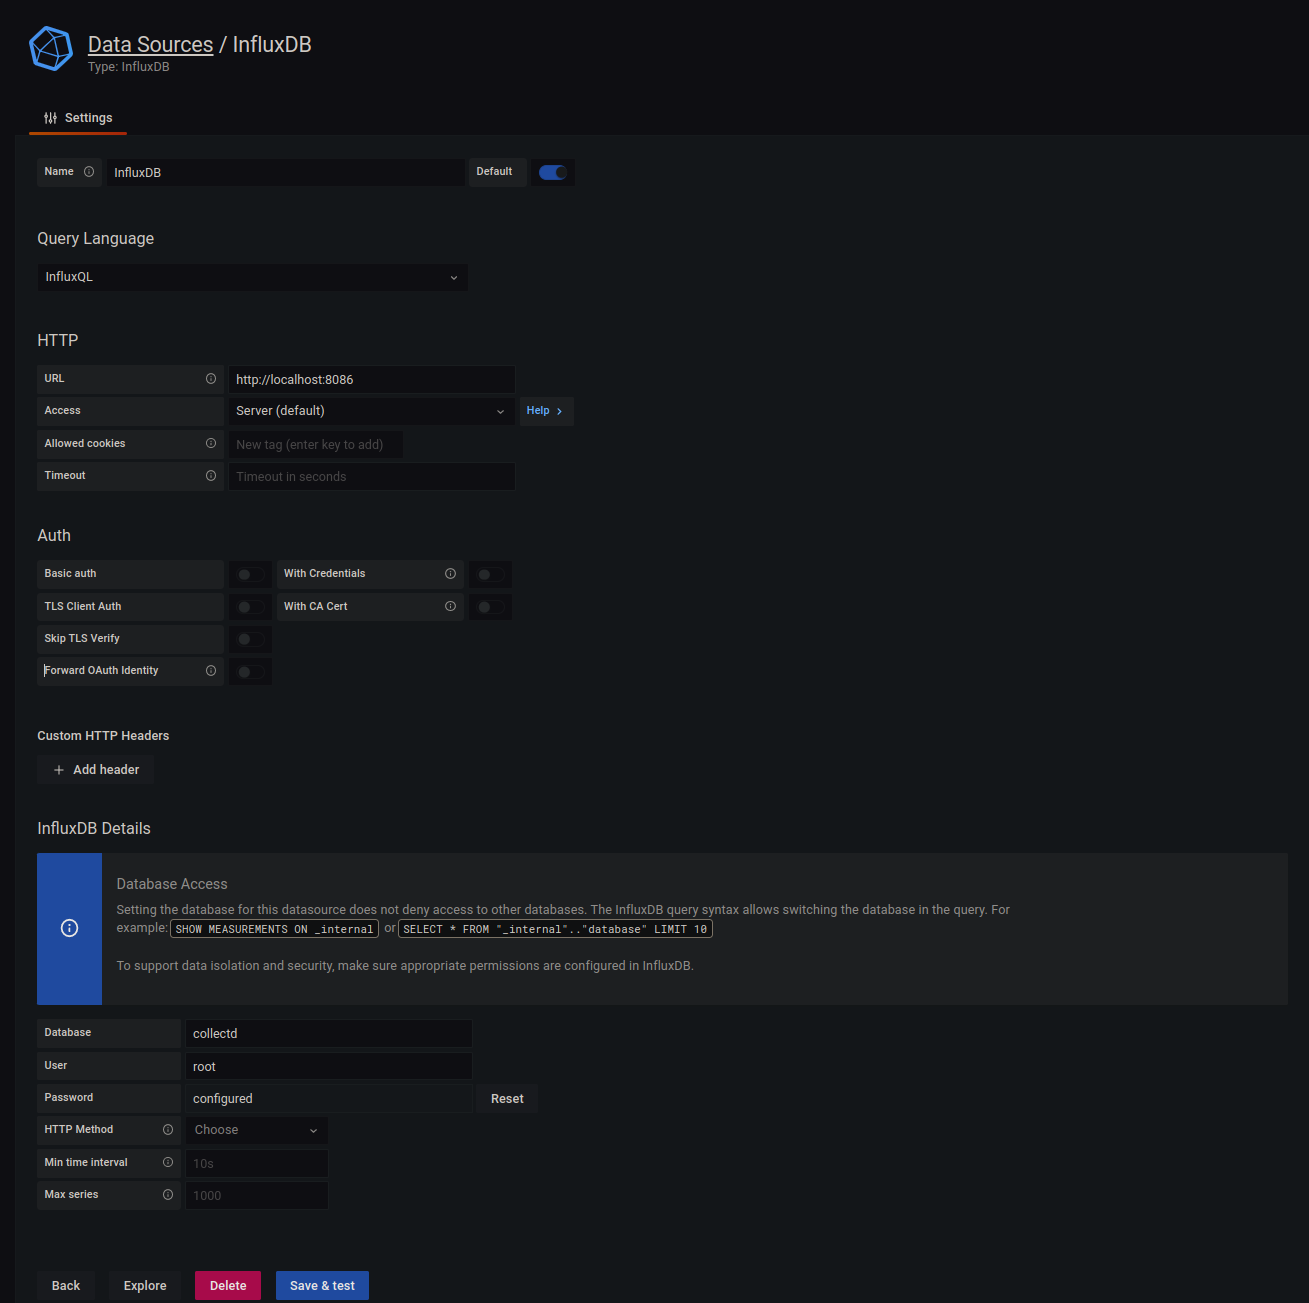 Data Sources / InfluxDB
Type: InfluxDB
Settings
Name InfluxDB Default
Query Language
InfluxQL
HTTP
URL http://localhost:8086
Access Server (default) Help >
Allowed cookies New tag (enter key to add)
Timeout Timeout in seconds
Auth
Basic auth With Credentials
TLS Client Auth With CA Cert
Skip TLS Verify
Forward OAuth Identity
Custom HTTP Headers
+ Add header
InfluxDB Details
Database Access
Setting the database for this datasource does not deny access to other databases. The InfluxDB query syntax allows switching the database in the query. For
example: SHOW MEASUREMENTS ON _internal or SELECT * FROM "_internal".."database" LIMIT 10
To support data isolation and security, make sure appropriate permissions are configured in InfluxDB.
Database collectd
User root
Password configured Reset
HTTP Method Choose
Min time interval 10s
Max series 1000
Back Explore Delete Save & test